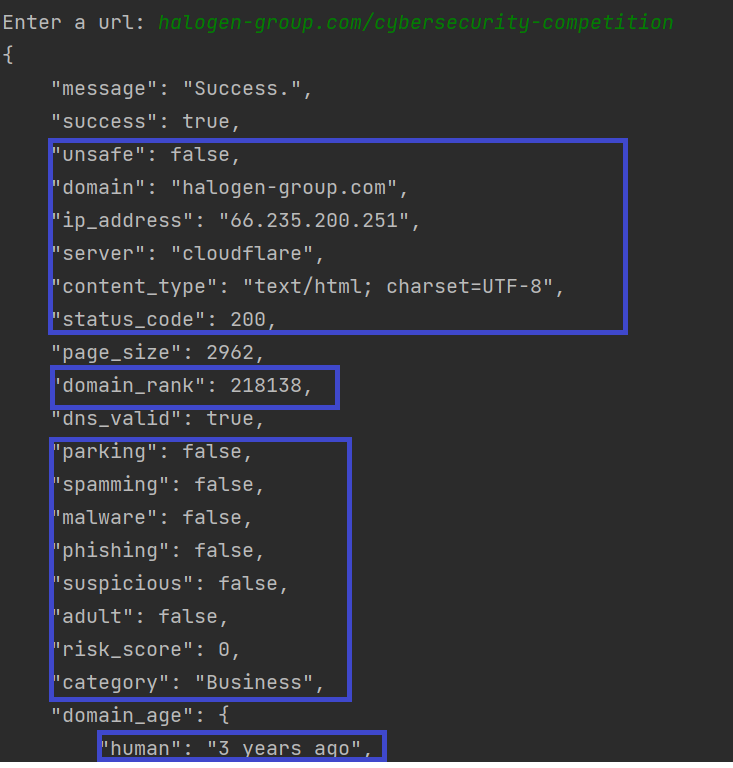 Enter a url: halogen-group.com/cybersecurity-competition
{
"message": "Success.",
"success": true,
"unsafe": false,
"domain": "halogen-group.com",
"ip_address": "66.235.200.251",
"server": "cloudflare",
"content_type": "text/html; charset=UTF-8",
"status_code": 200,
"page_size": 2962,
"domain_rank": 218138,
"dns_valid": true,
"parking": false,
"spamming": false,
"malware": false,
"phishing": false,
"suspicious": false,
"adult": false,
"risk_score": 0,
"category": "Business",
"domain_age": {
"human": "3 years ago",